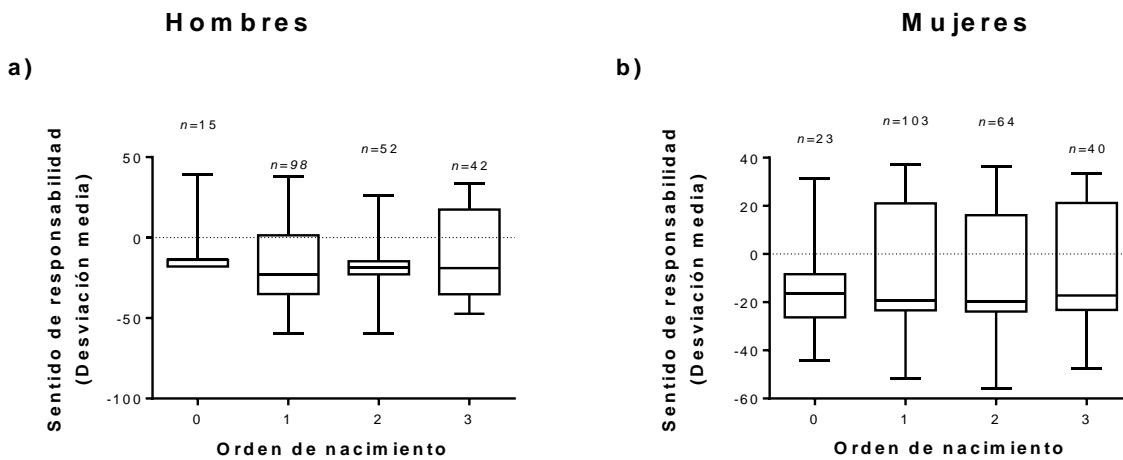 Hombres
a)
Sentido de responsabilidad
(Desviación media)
n=15
n=98
n=52
n=42
50
0
-50
-100
0 1 2 3
Orden de nacimiento
Mujeres
b)
Sentido de responsabilidad
(Desviación media)
n=23
n=103
n=64
n=40
40
20
0
-20
-40
-60
0 1 2 3
Orden de nacimiento